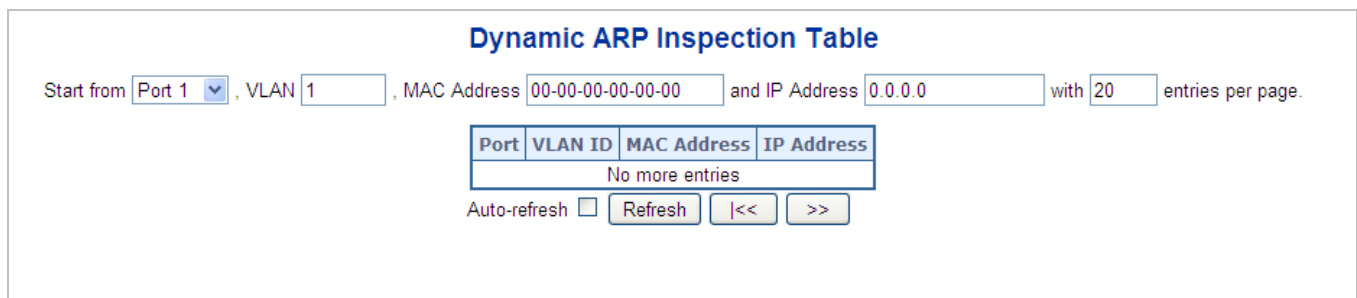 Dynamic ARP Inspection Table
Start from Port 1 , VLAN 1 , MAC Address 00-00-00-00-00-00 and IP Address 0.0.0.0 with 20 entries per page.
Port VLAN ID MAC Address IP Address
No more entries
Auto-refresh Refresh |<< >>